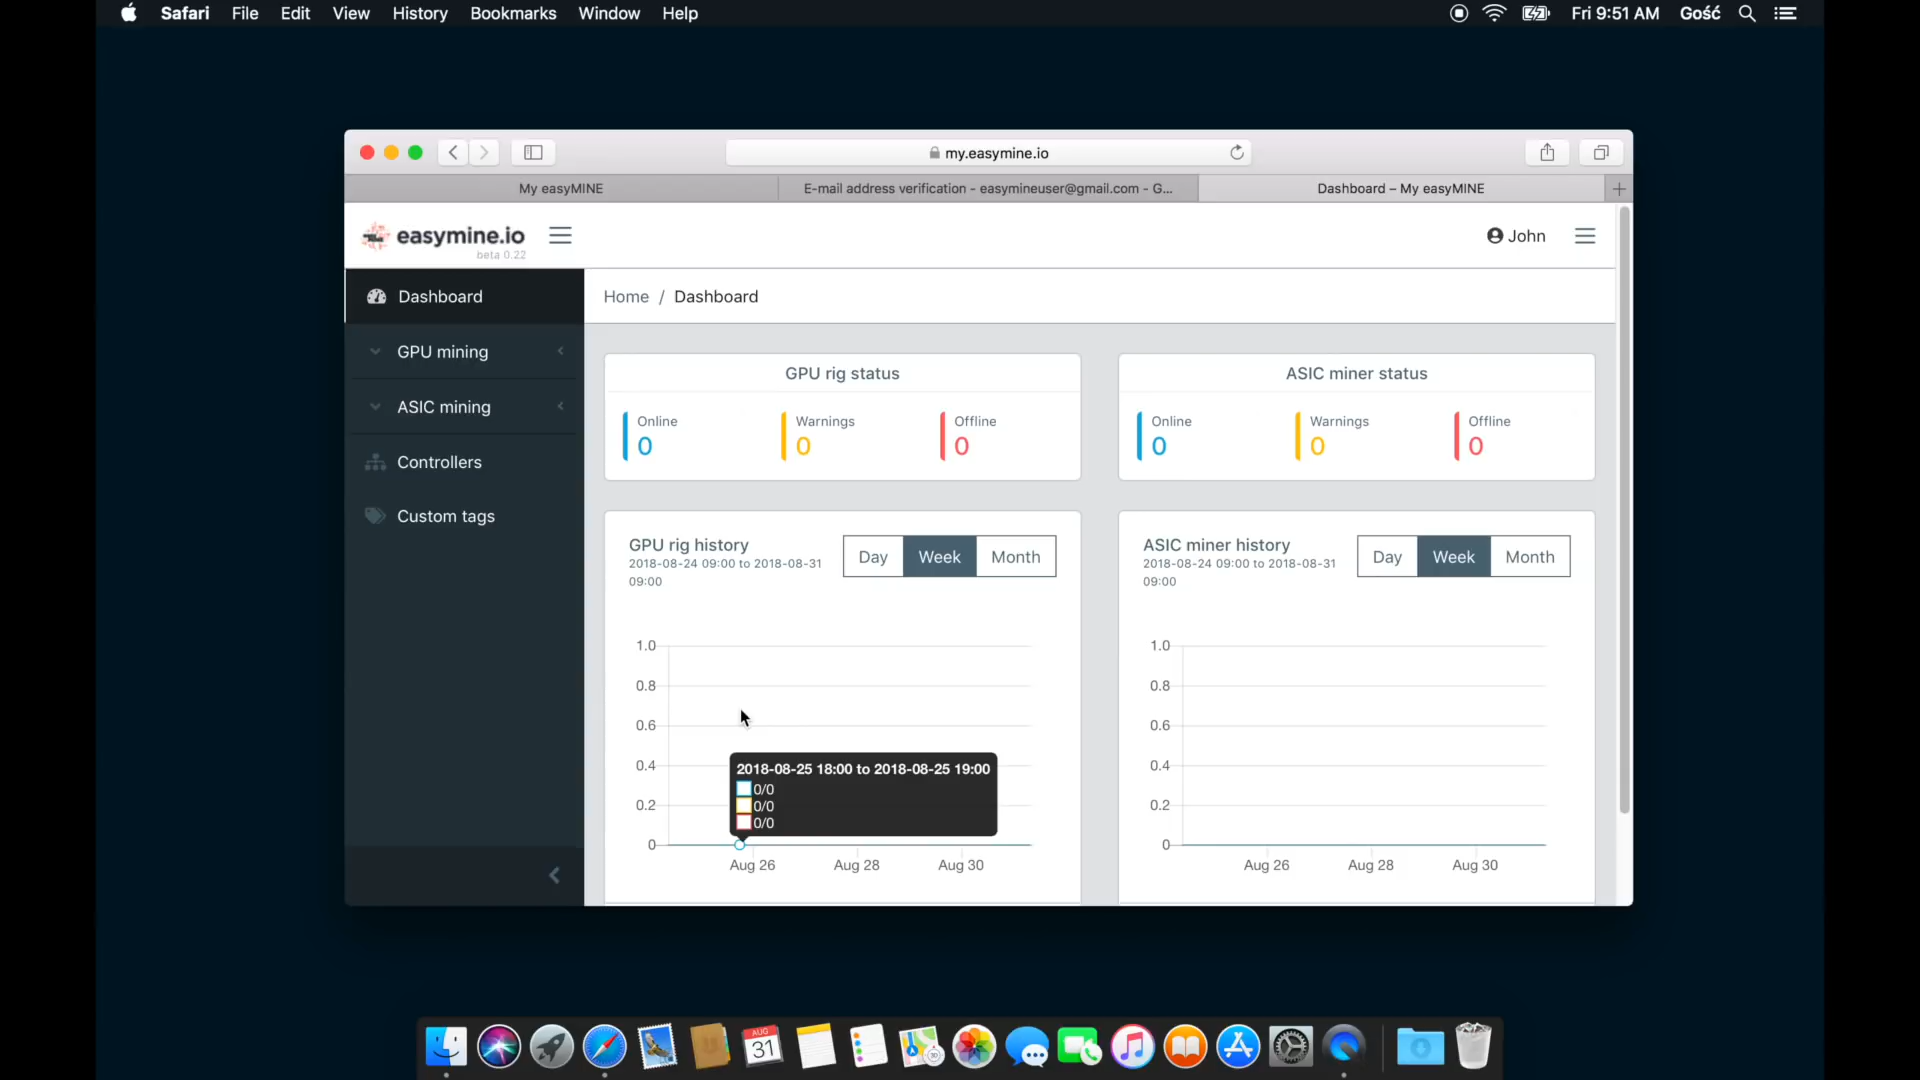 Safari File Edit View History Bookmarks Window Help Fri 9:51 AM Gość
my.easymine.io
My easyMINE E-mail address verification - easymineuser@gmail.com - G... Dashboard – My easyMINE
easymine.io
beta 0.22
John
Dashboard
GPU mining
ASIC mining
Controllers
Custom tags
Home / Dashboard
GPU rig status
Online Warnings Offline
0 0 0
ASIC miner status
Online Warnings Offline
0 0 0
GPU rig history
2018-08-24 09:00 to 2018-08-31
09:00
Day Week Month
1.0
0.8
0.6
0.4
0.2
0
2018-08-25 18:00 to 2018-08-25 19:00
0/0
0/0
0/0
Aug 26 Aug 28 Aug 30
ASIC miner history
2018-08-24 09:00 to 2018-08-31
09:00
Day Week Month
1.0
0.8
0.6
0.4
0.2
0
Aug 26 Aug 28 Aug 30
AUG
31